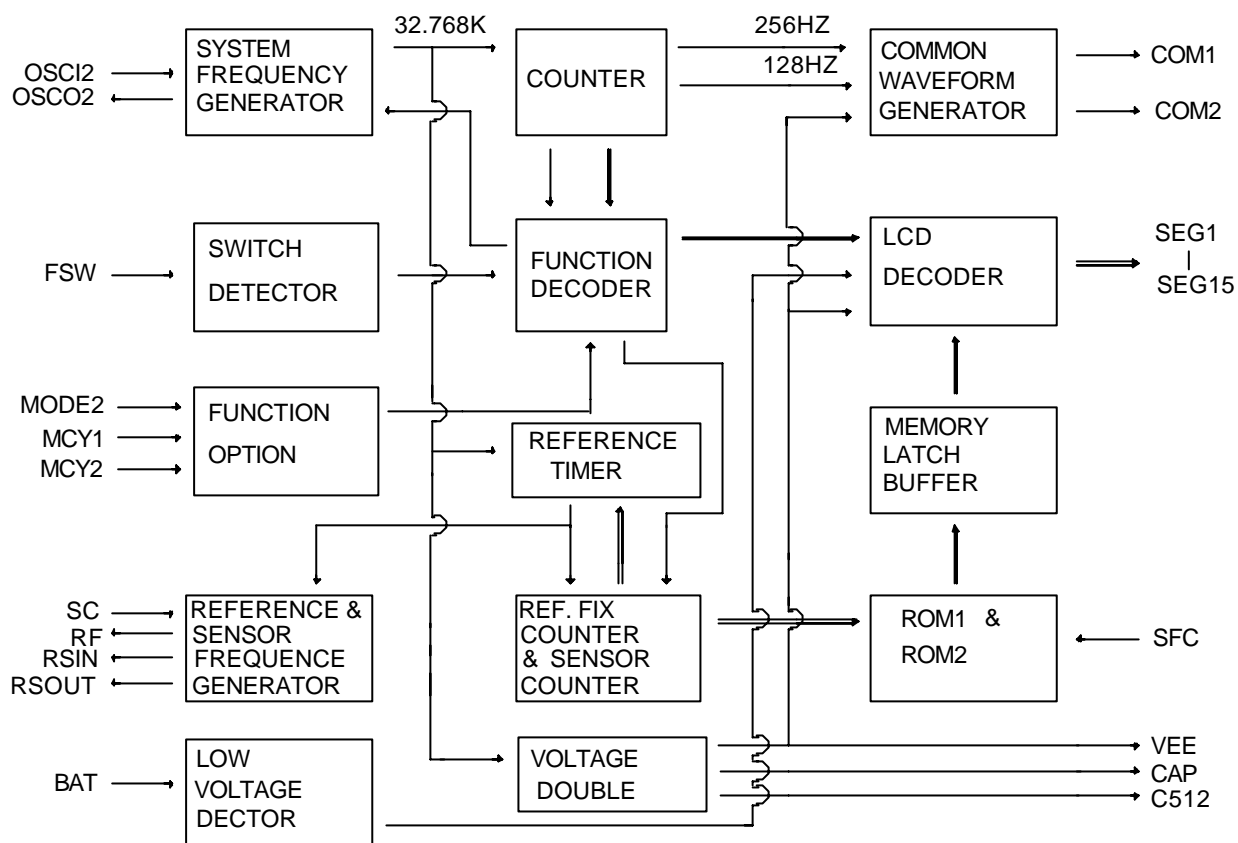 32.768K
256HZ
128HZ
OSCI2
OSCO2
SYSTEM
FREQUENCY
GENERATOR
COUNTER
COMMON
WAVEFORM
GENERATOR
COM1
COM2
FSW
SWITCH
DETECTOR
FUNCTION
DECODER
LCD
DECODER
SEG1
SEG15
MODE2
MCY1
MCY2
FUNCTION
OPTION
REFERENCE
TIMER
MEMORY
LATCH
BUFFER
SC
RF
RSIN
RSOUT
REFERENCE &
SENSOR
FREQUENCE
GENERATOR
REF. FIX
COUNTER
& SENSOR
COUNTER
ROM1 &
ROM2
SFC
BAT
LOW
VOLTAGE
DECTOR
VOLTAGE
DOUBLE
VEE
CAP
C512